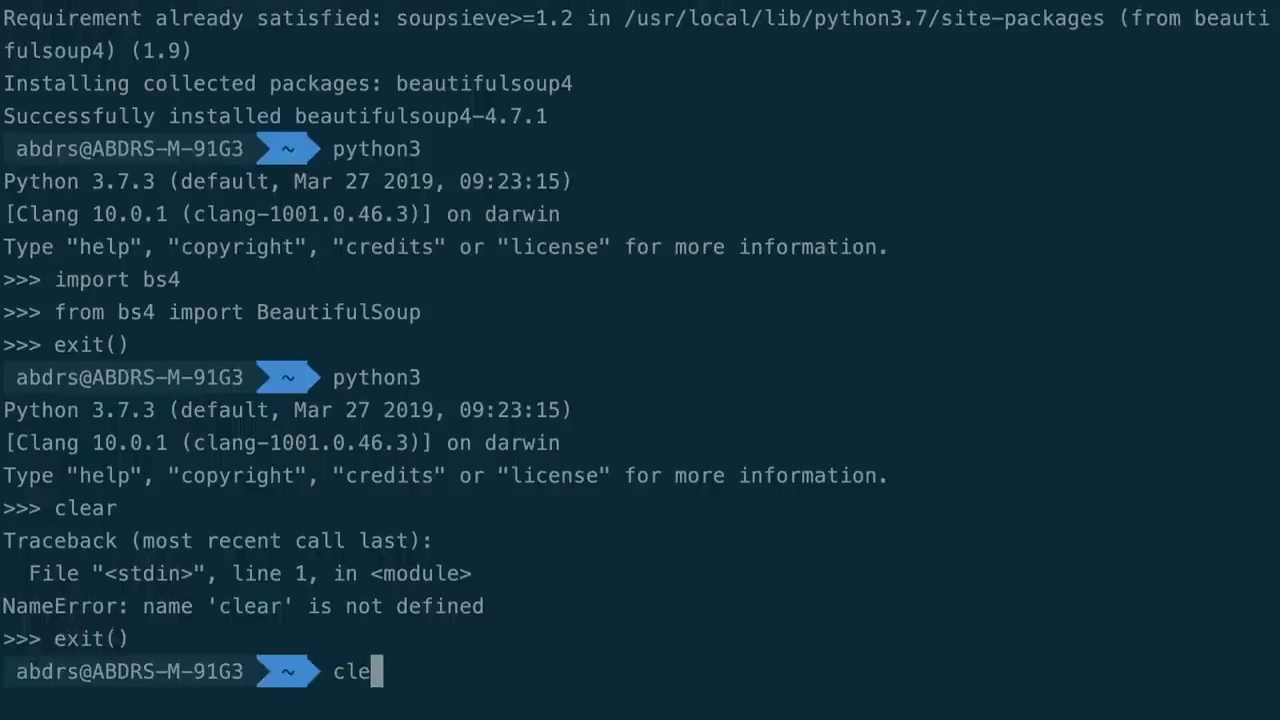 Requirement already satisfied: soupsieve>=1.2 in /usr/local/lib/python3.7/site-packages (from beauti
fulsoup4) (1.9)
Installing collected packages: beautifulsoup4
Successfully installed beautifulsoup4-4.7.1
abdrs@ABDRS-M-91G3 ~ python3
Python 3.7.3 (default, Mar 27 2019, 09:23:15)
[Clang 10.0.1 (clang-1001.0.46.3)] on darwin
Type "help", "copyright", "credits" or "license" for more information.
>>> import bs4
>>> from bs4 import BeautifulSoup
>>> exit()
abdrs@ABDRS-M-91G3 ~ python3
Python 3.7.3 (default, Mar 27 2019, 09:23:15)
[Clang 10.0.1 (clang-1001.0.46.3)] on darwin
Type "help", "copyright", "credits" or "license" for more information.
>>> clear
Traceback (most recent call last):
  File "<stdin>", line 1, in <module>
NameError: name 'clear' is not defined
>>> exit()
abdrs@ABDRS-M-91G3 ~ cle